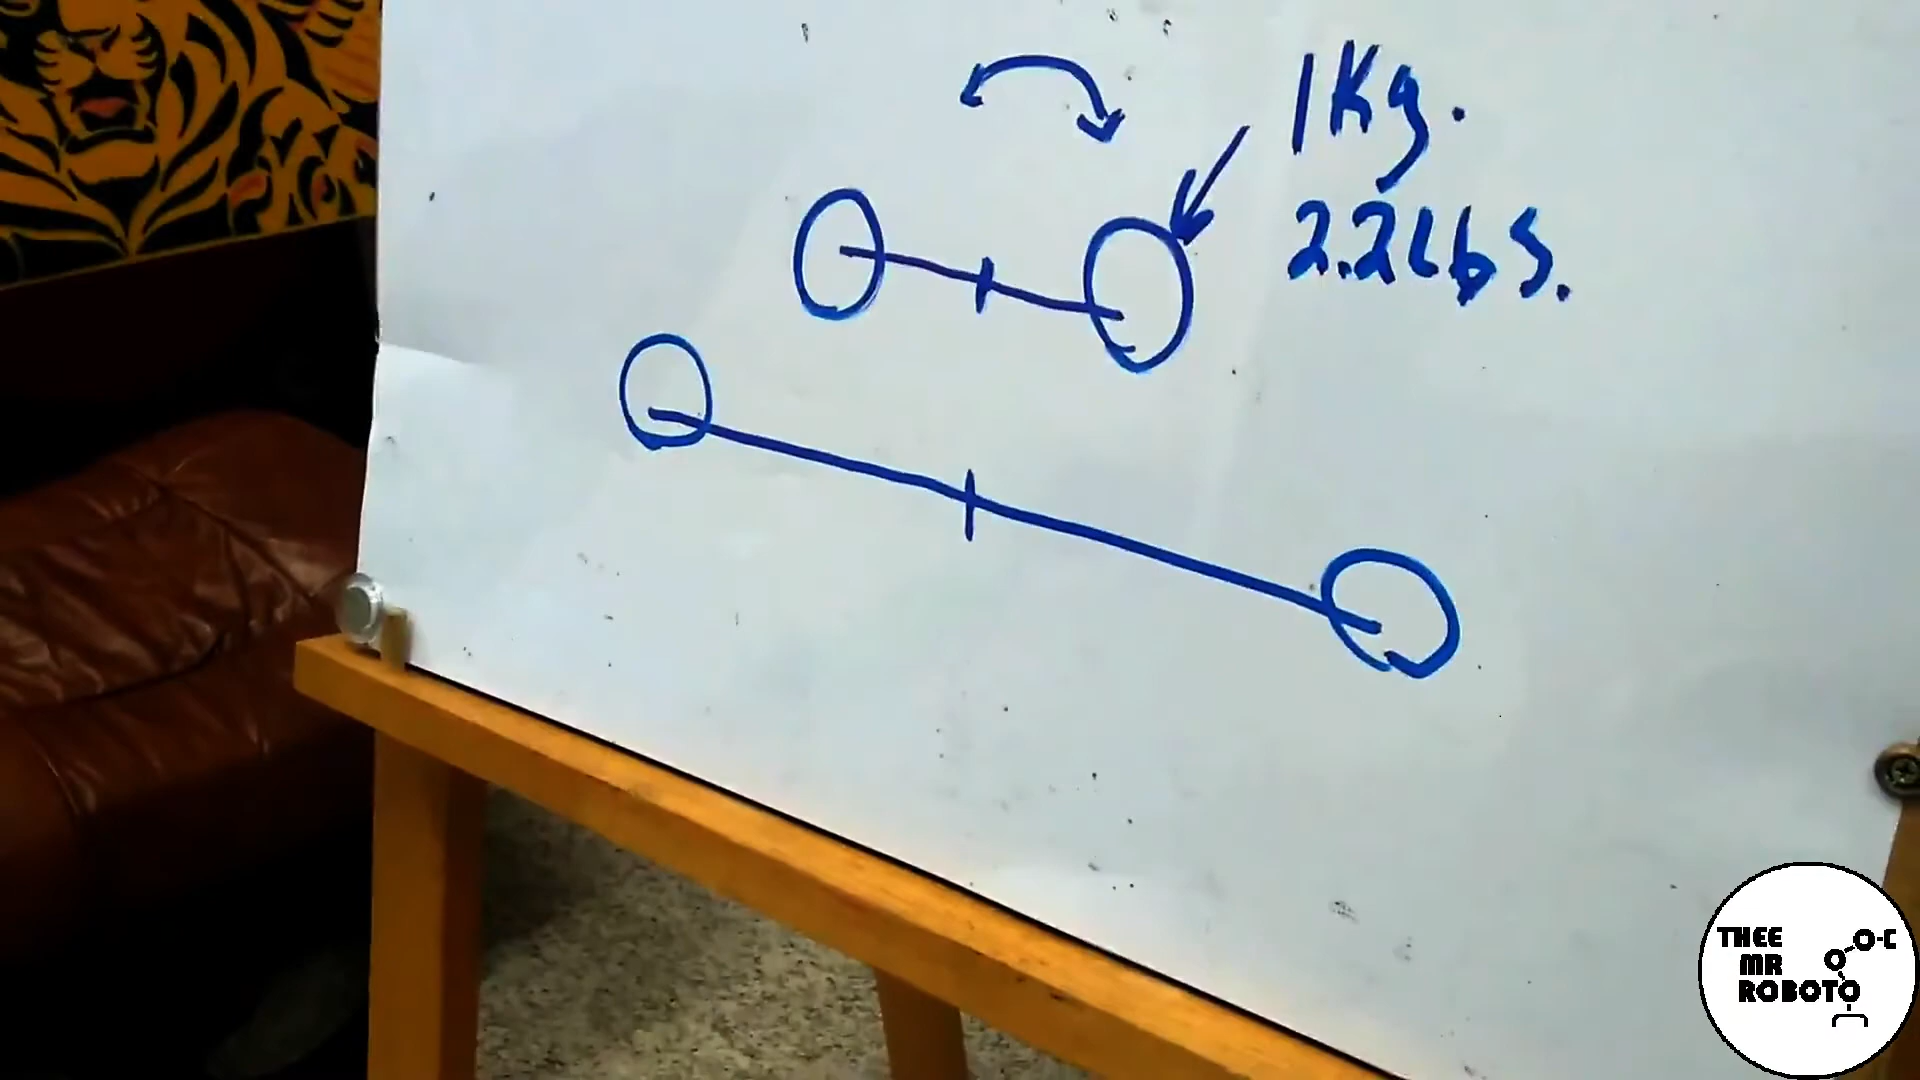 1Kg.
2.2Lbs.
THEE
MR
ROBOTO